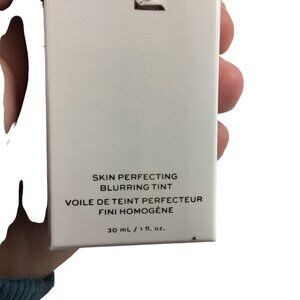 SKIN PERFECTING
BLURRING TINT
VOILE DE TEINT PERFECTEUR
FINI HOMOGÈNE
30 mL / 1 fl. oz.